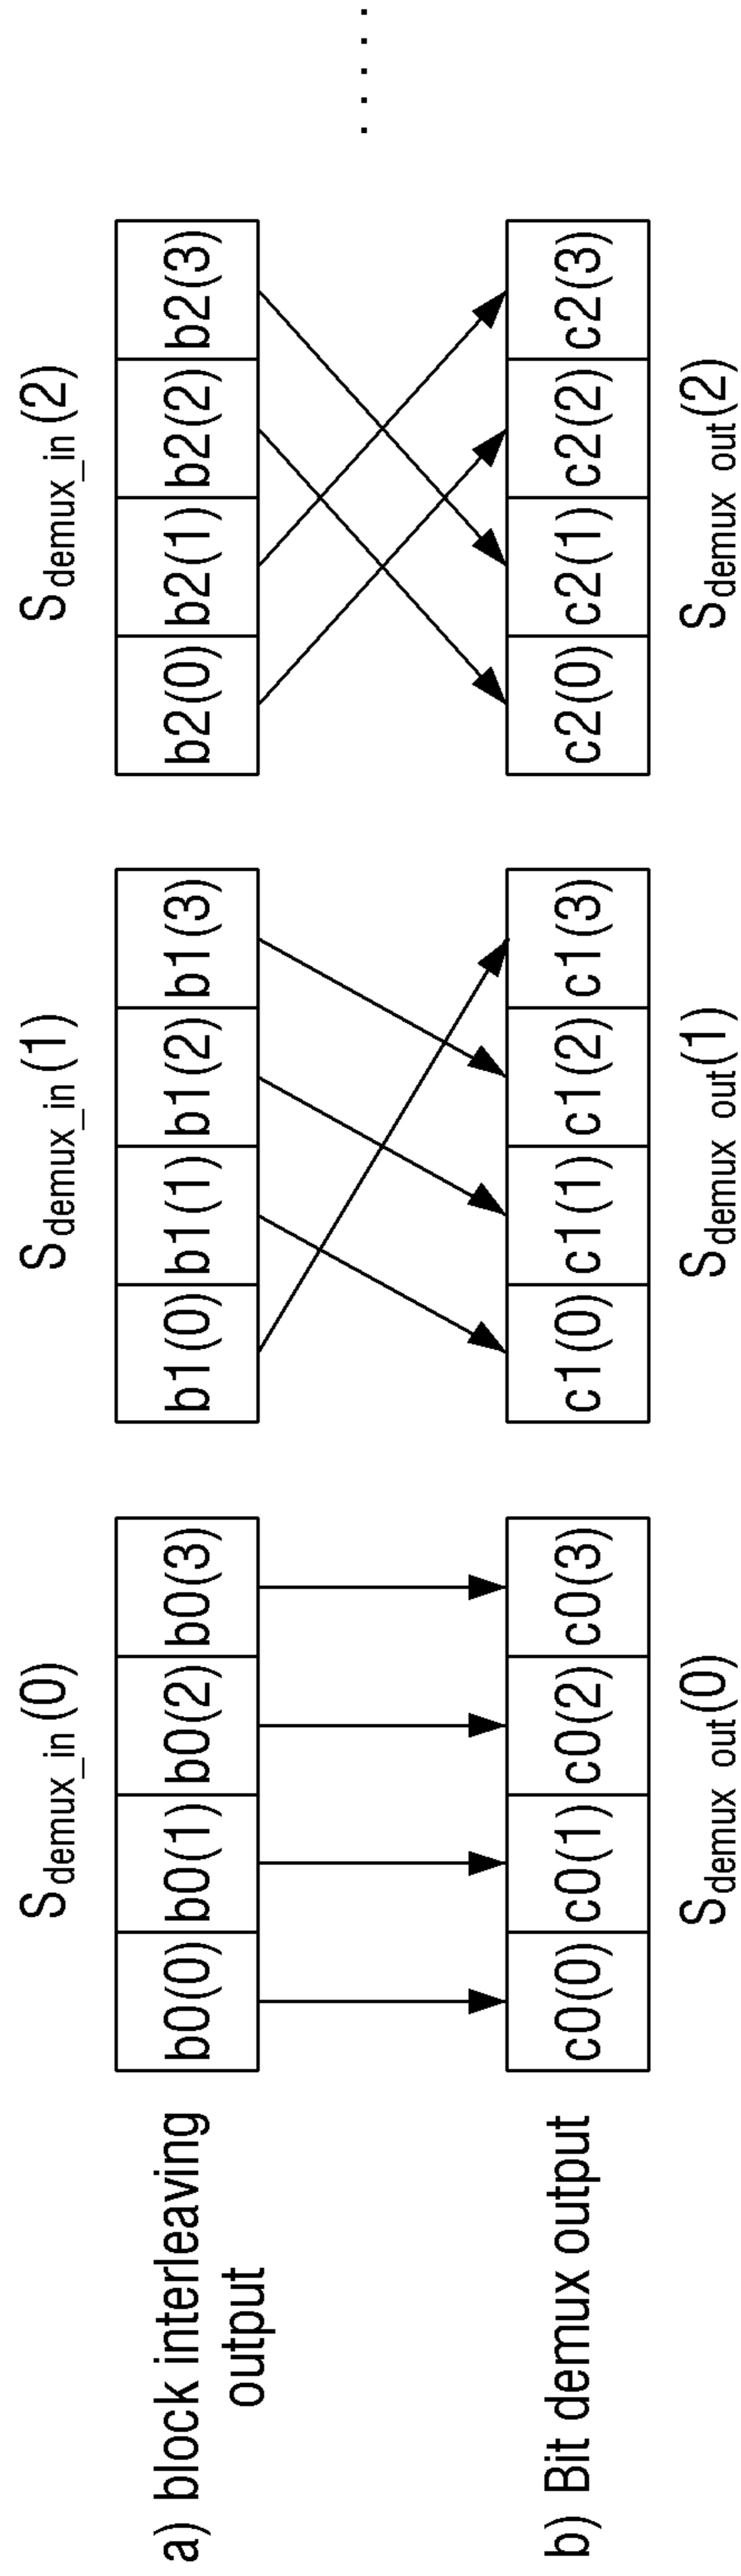 S_demux_in(0) S_demux_in(1) S_demux_in(2)
a) block interleaving
output
b0(0) b0(1) b0(2) b0(3) b1(0) b1(1) b1(2) b1(3) b2(0) b2(1) b2(2) b2(3)
. . . . .
b) Bit demux output
c0(0) c0(1) c0(2) c0(3) c1(0) c1(1) c1(2) c1(3) c2(0) c2(1) c2(2) c2(3)
S_demux out(0) S_demux out(1) S_demux out(2)